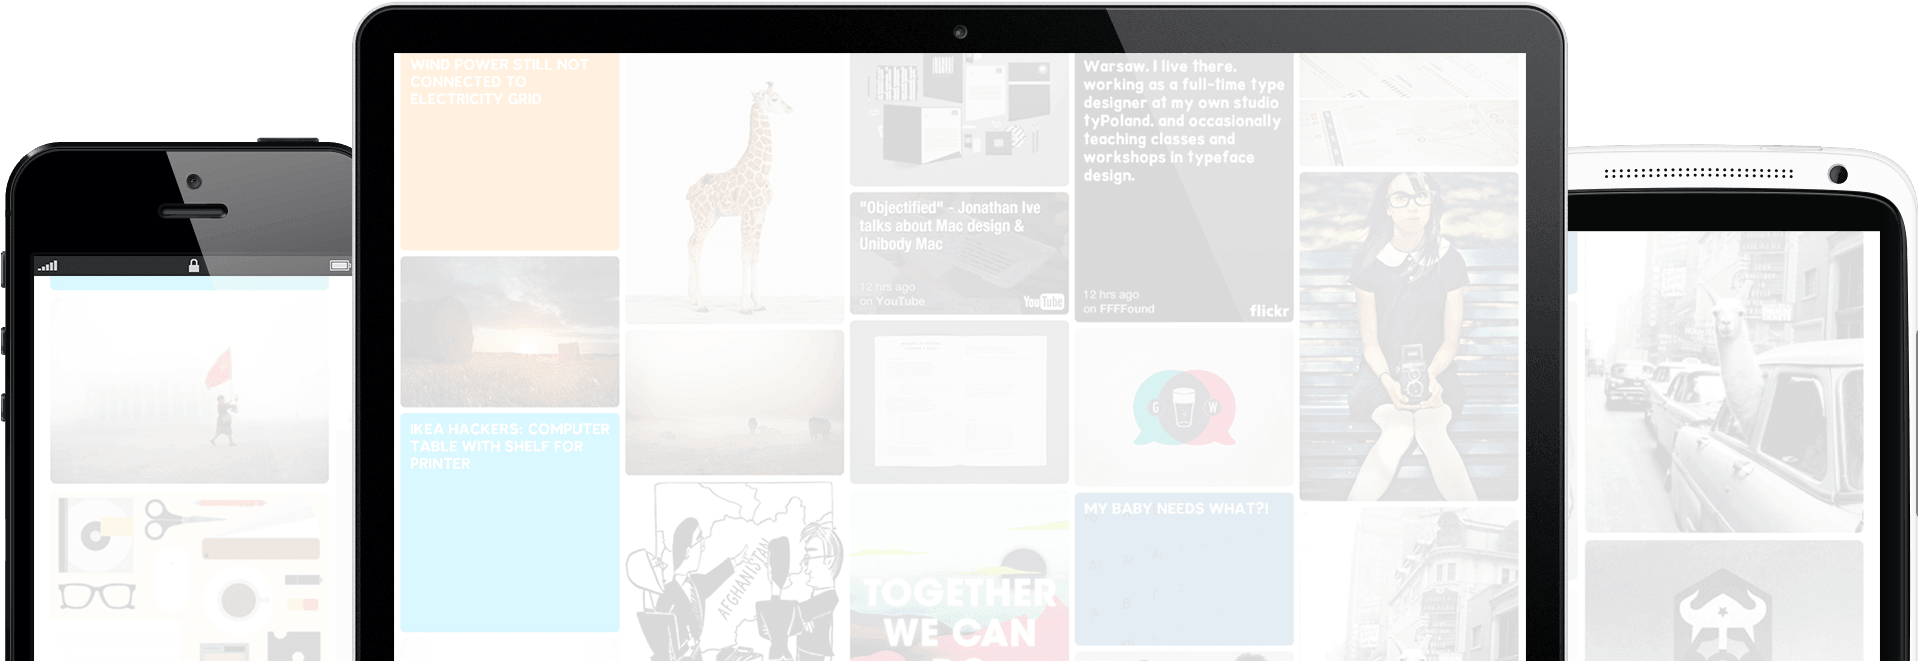 WIND POWER STILL NOT
CONNECTED TO
ELECTRICITY GRID
IKEA HACKERS: COMPUTER
TABLE WITH SHELF FOR
PRINTER
AFGHANISTAN
"Objectified" - Jonathan Ive
talks about Mac design &
Unibody Mac
12 hrs ago
on YouTube
YouTube
TOGETHER
WE CAN
Warsaw. I live there.
working as a full-time type
designer at my own studio
tyPoland. and occasionally
teaching classes and
workshops in typeface
design.
12 hrs ago
on FFFFound
flickr
G
W
MY BABY NEEDS WHAT?!